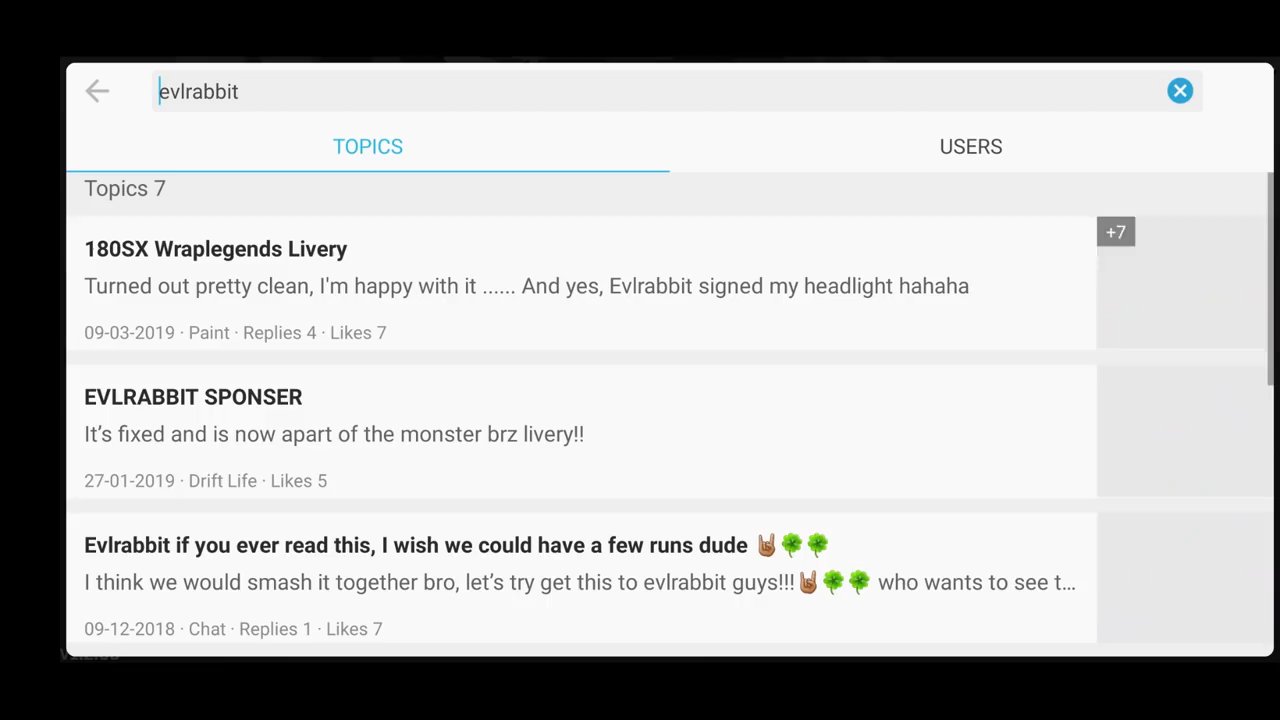 evlrabbit
TOPICS
USERS
Topics 7
180SX Wraplegends Livery
+7
Turned out pretty clean, I'm happy with it ...... And yes, Evlrabbit signed my headlight hahaha
09-03-2019 · Paint · Replies 4 · Likes 7
EVLRABBIT SPONSER
It’s fixed and is now apart of the monster brz livery!!
27-01-2019 · Drift Life · Likes 5
Evlrabbit if you ever read this, I wish we could have a few runs dude 🤘🏽🍀🍀
I think we would smash it together bro, let’s try get this to evlrabbit guys!!!🤘🏽🍀🍀 who wants to see t...
09-12-2018 · Chat · Replies 1 · Likes 7